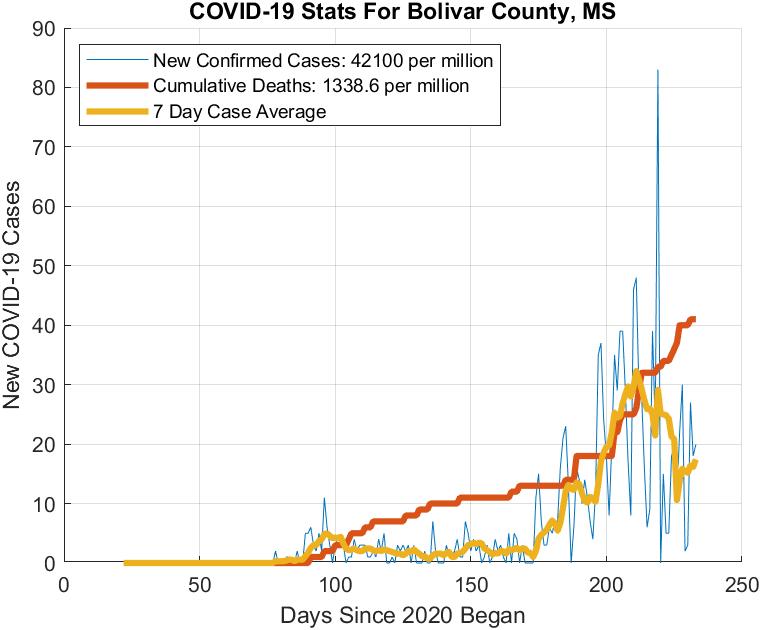 COVID-19 Stats For Bolivar County, MS
New Confirmed Cases: 42100 per million
Cumulative Deaths: 1338.6 per million
7 Day Case Average
New COVID-19 Cases
90
80
70
60
50
40
30
20
10
0
0 50 100 150 200 250
Days Since 2020 Began